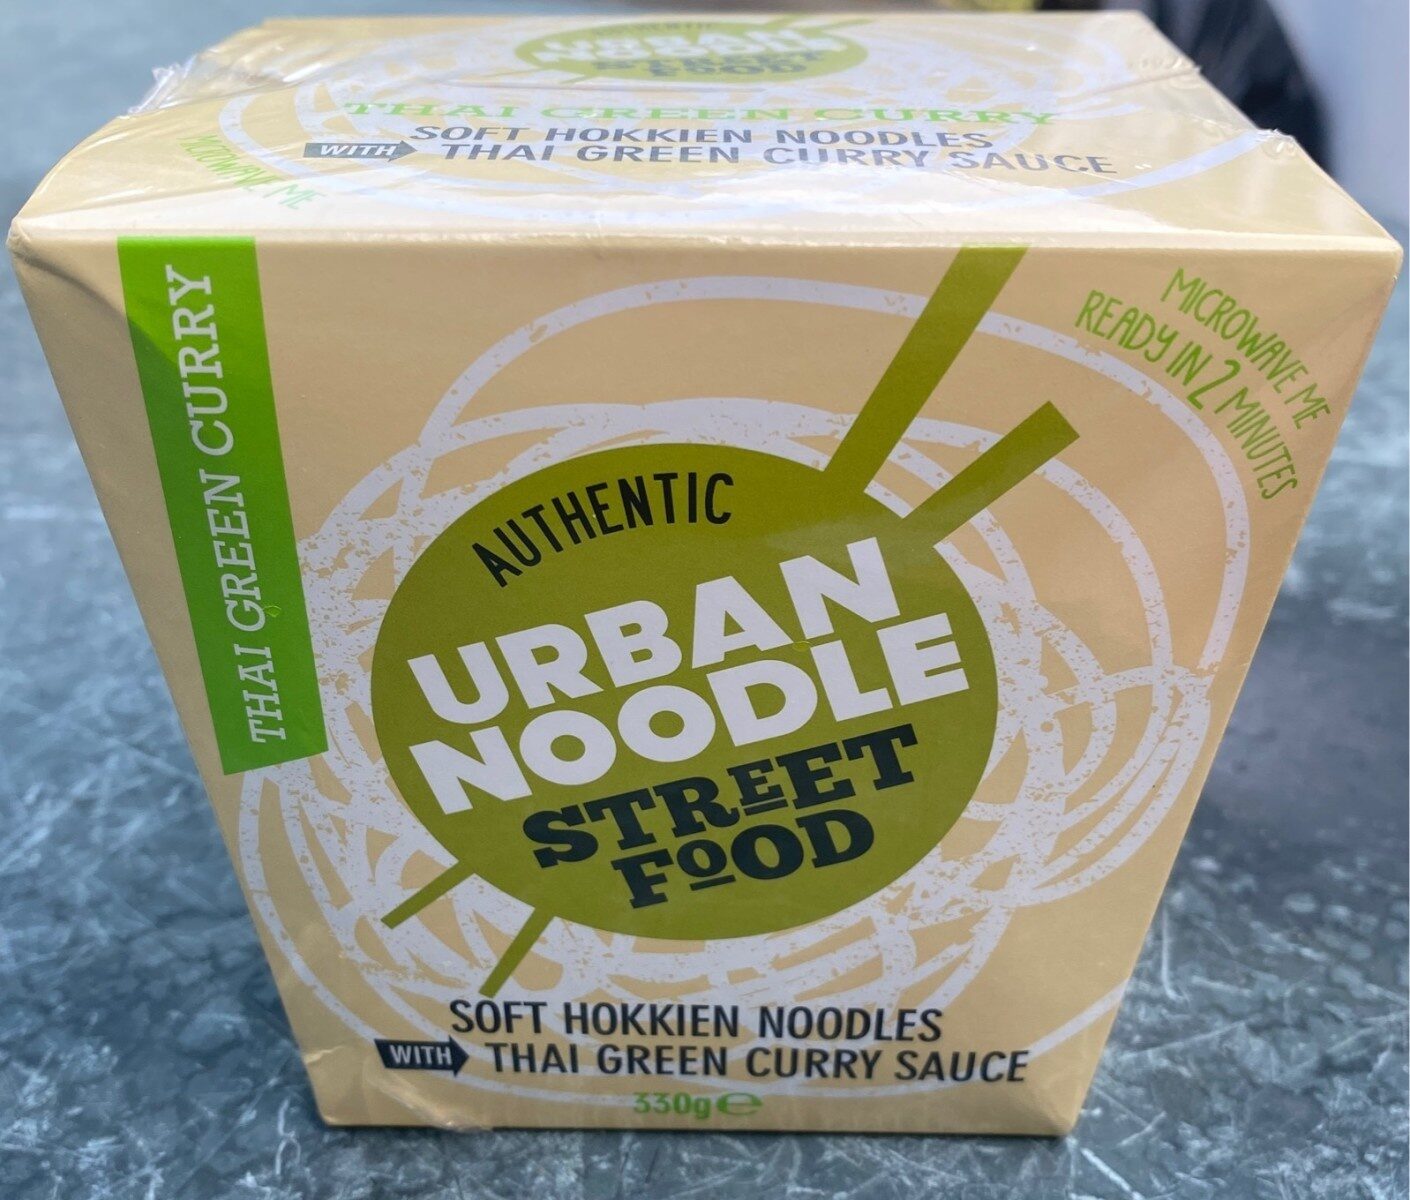 AUTHENTIC
URBAN
NOODLE
STREET
FOOD
THAI GREEN CURRY
SOFT HOKKIEN NOODLES
WITH THAI GREEN CURRY SAUCE
MICROWAVE ME
THAI GREEN CURRY
MICROWAVE ME
READY IN 2 MINUTES
AUTHENTIC
URBAN
NOODLE
STREET
FOOD
SOFT HOKKIEN NOODLES
WITH THAI GREEN CURRY SAUCE
330g℮